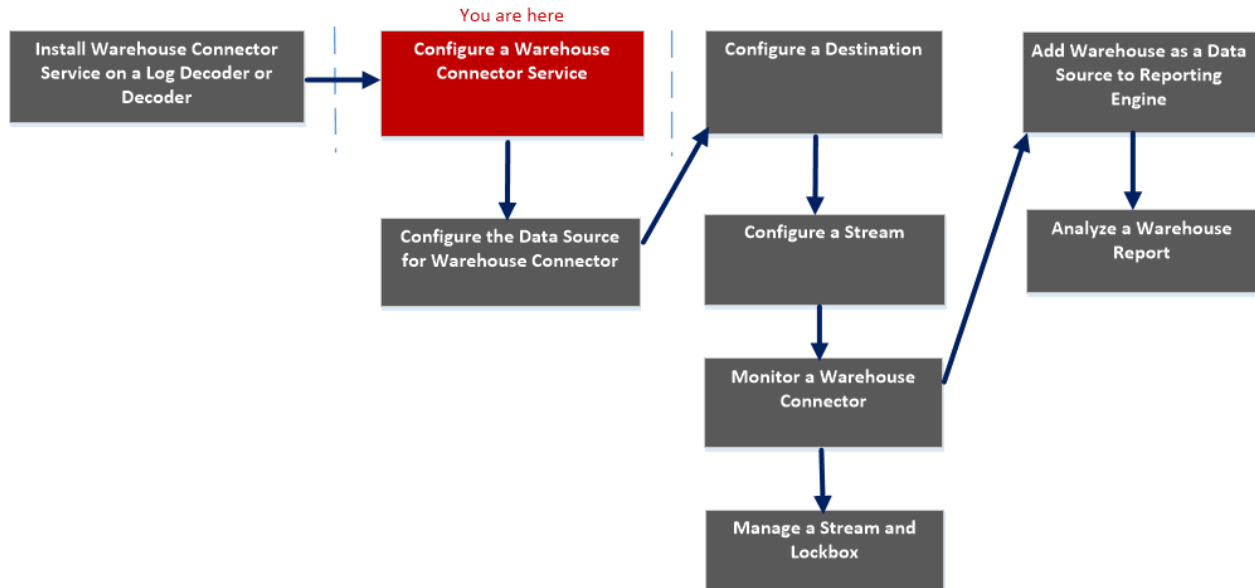 You are here
Install Warehouse Connector
Service on a Log Decoder or
Decoder
Configure a Warehouse
Connector Service
Configure the Data Source
for Warehouse Connector
Configure a Destination
Configure a Stream
Monitor a Warehouse
Connector
Manage a Stream and
Lockbox
Add Warehouse as a Data
Source to Reporting
Engine
Analyze a Warehouse
Report